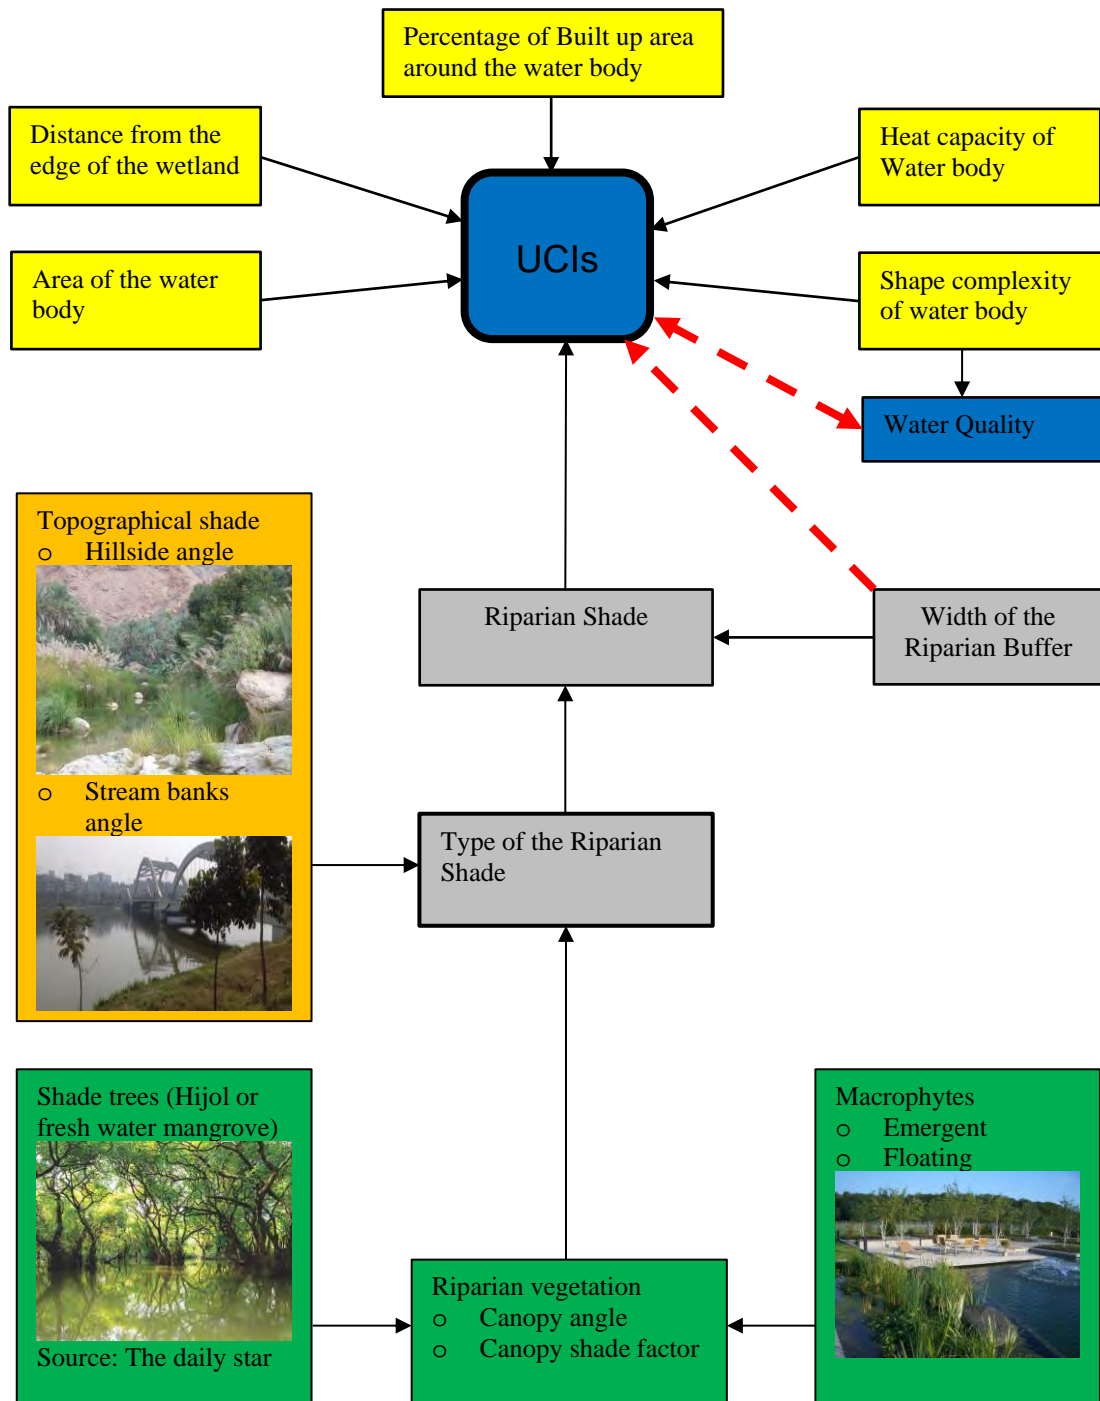 Percentage of Built up area
around the water body
Distance from the
edge of the wetland
Heat capacity of
Water body
UCIs
Area of the water
body
Shape complexity
of water body
Water Quality
Topographical shade
o Hillside angle
o Stream banks
angle
Riparian Shade
Width of the
Riparian Buffer
Type of the Riparian
Shade
Shade trees (Hijol or
fresh water mangrove)
Source: The daily star
Riparian vegetation
o Canopy angle
o Canopy shade factor
Macrophytes
o Emergent
o Floating